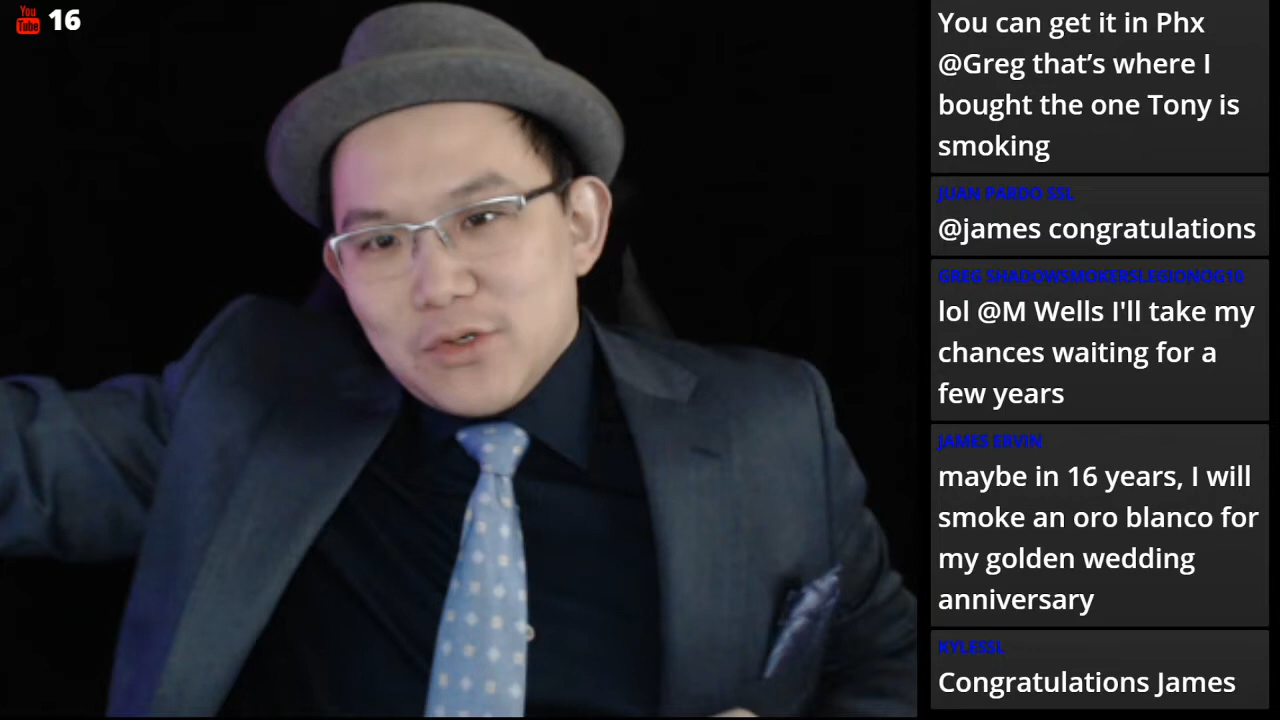 You Tube 16
You can get it in Phx
@Greg that’s where I
bought the one Tony is
smoking
JUAN PARDO SSL
@james congratulations
GREG SHADOWSMOKERSLEGIONOG10
lol @M Wells I'll take my
chances waiting for a
few years
JAMES ERVIN
maybe in 16 years, I will
smoke an oro blanco for
my golden wedding
anniversary
KYLESSL
Congratulations James